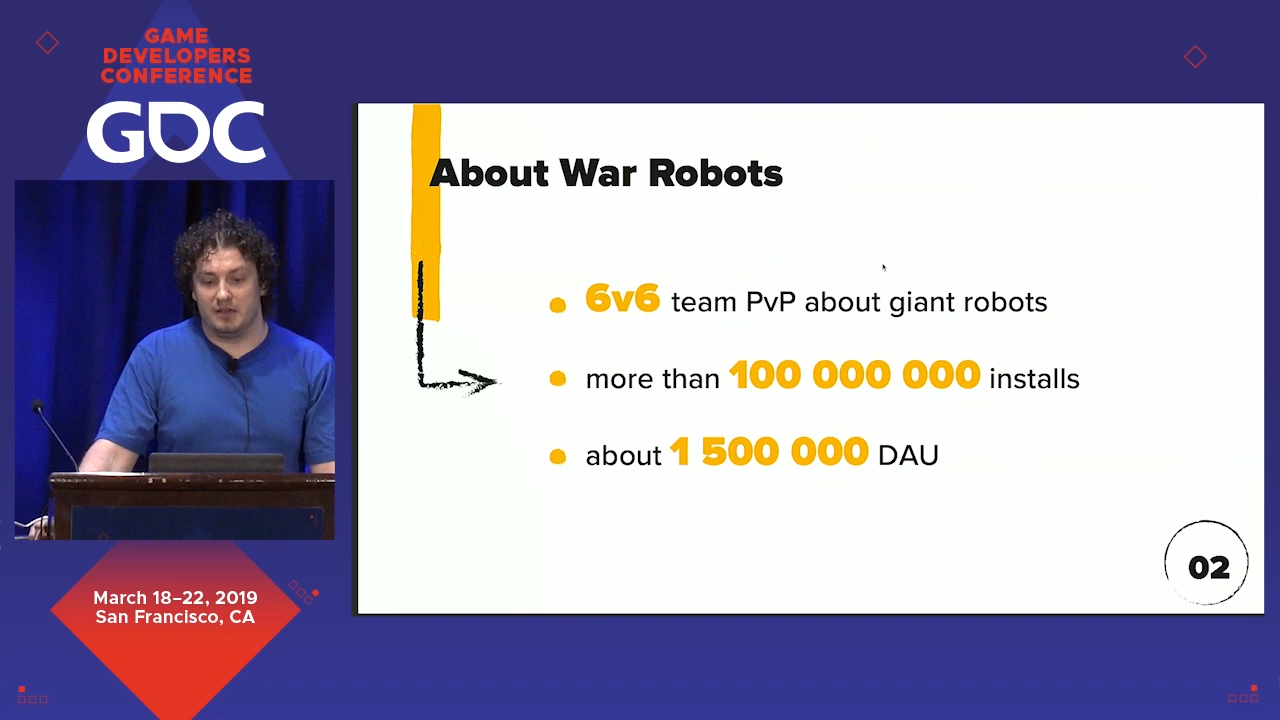 GAME
DEVELOPERS
CONFERENCE
GDC
About War Robots
6v6 team PvP about giant robots
more than 100 000 000 installs
about 1 500 000 DAU
02
March 18–22, 2019
San Francisco, CA